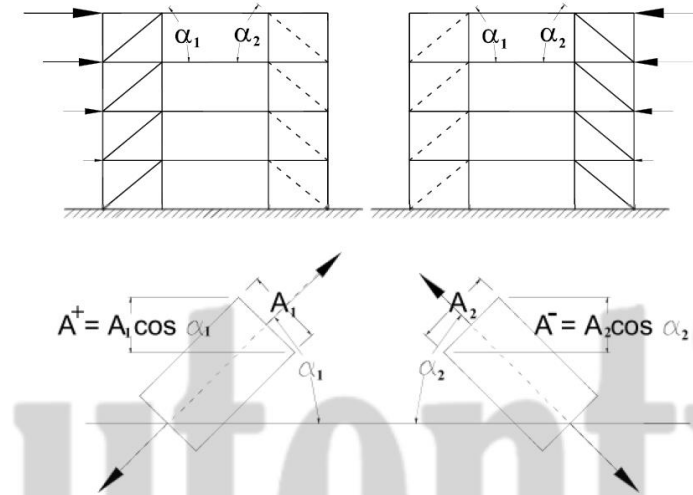 α₁ α₂ α₁ α₂
A⁺ = A₁cos α₁ A₁ A₂ A⁻ = A₂cos α₂
α₁ α₂